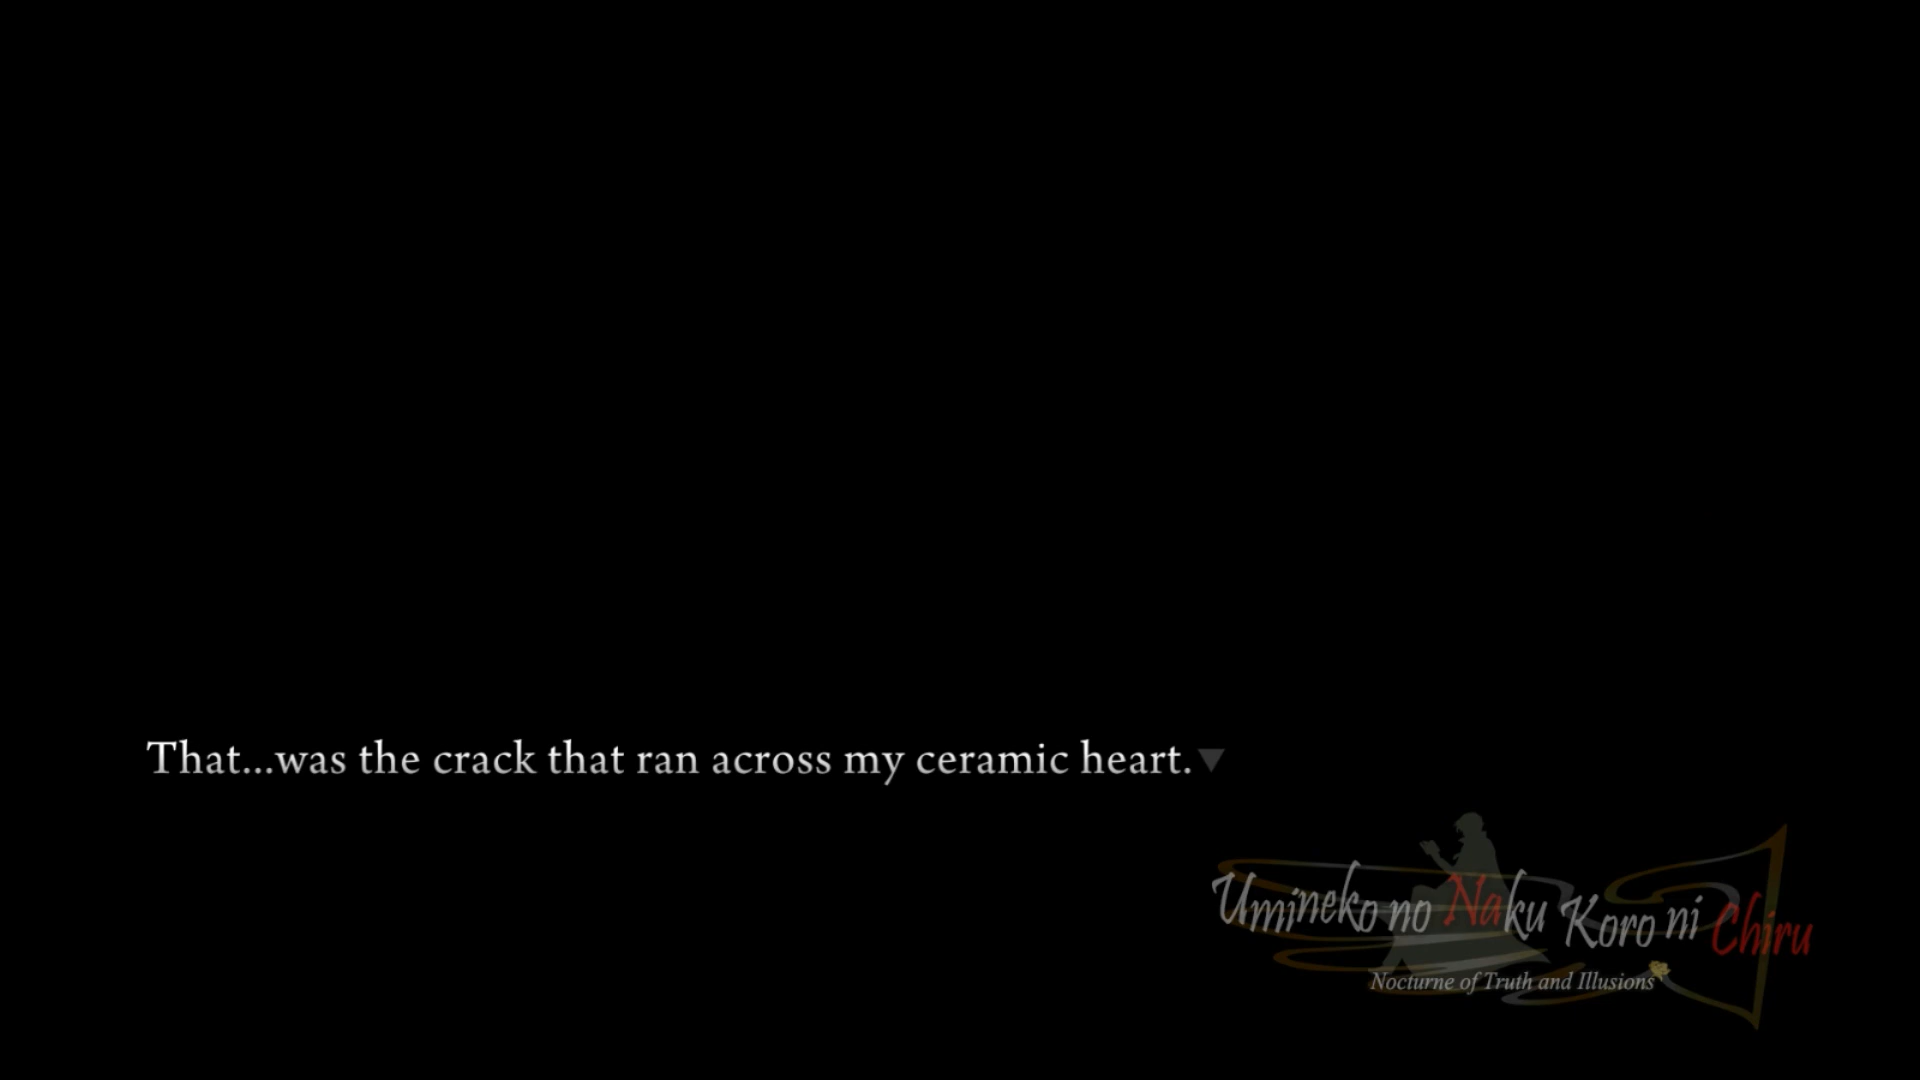 That...was the crack that ran across my ceramic heart.
Umineko no Naku Koro ni Chiru
Nocturne of Truth and Illusions